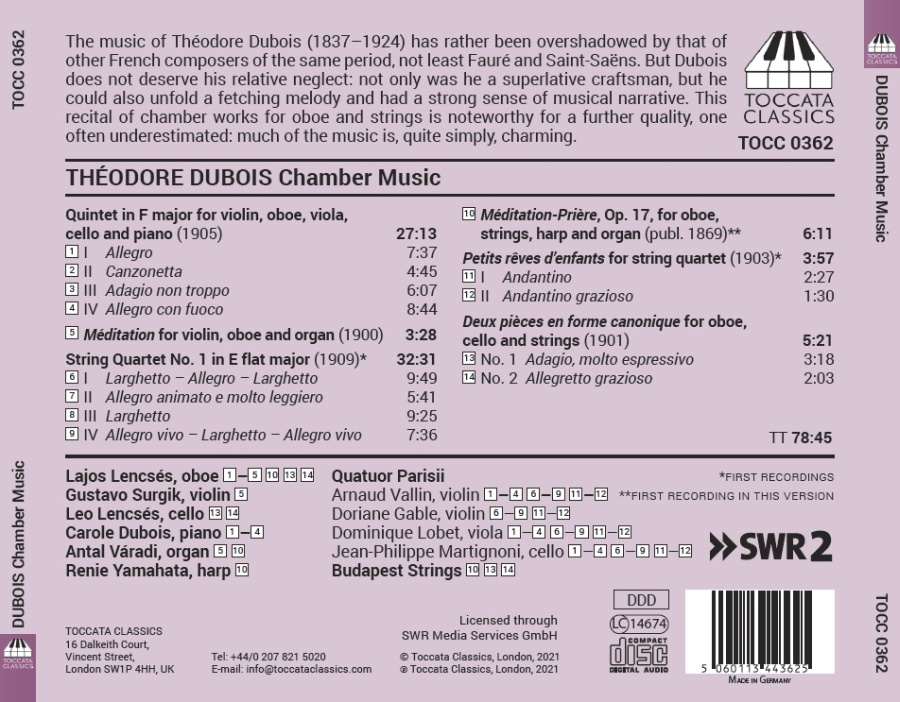 TOCC 0362
DUBOIS Chamber Music
TOCCATA
CLASSICS
The music of Théodore Dubois (1837–1924) has rather been overshadowed by that of
other French composers of the same period, not least Fauré and Saint-Saëns. But Dubois
does not deserve his relative neglect: not only was he a superlative craftsman, but he
could also unfold a fetching melody and had a strong sense of musical narrative. This
recital of chamber works for oboe and strings is noteworthy for a further quality, one
often underestimated: much of the music is, quite simply, charming.
TOCCATA
CLASSICS
TOCC 0362
THÉODORE DUBOIS Chamber Music
Quintet in F major for violin, oboe, viola,
cello and piano (1905) 27:13
1 I Allegro 7:37
2 II Canzonetta 4:45
3 III Adagio non troppo 6:07
4 IV Allegro con fuoco 8:44
5 Méditation for violin, oboe and organ (1900) 3:28
String Quartet No. 1 in E flat major (1909)* 32:31
6 I Larghetto – Allegro – Larghetto 9:49
7 II Allegro animato e molto leggiero 5:41
8 III Larghetto 9:25
9 IV Allegro vivo – Larghetto – Allegro vivo 7:36
10 Méditation-Prière, Op. 17, for oboe,
strings, harp and organ (publ. 1869)** 6:11
Petits rêves d'enfants for string quartet (1903)* 3:57
11 I Andantino 2:27
12 II Andantino grazioso 1:30
Deux pièces en forme canonique for oboe,
cello and strings (1901) 5:21
13 No. 1 Adagio, molto espressivo 3:18
14 No. 2 Allegretto grazioso 2:03
TT 78:45
Lajos Lencsés, oboe 1–5 10 13 14
Gustavo Surgik, violin 5
Leo Lencsés, cello 13 14
Carole Dubois, piano 1–4
Antal Váradi, organ 5 10
Renie Yamahata, harp 10
Quatuor Parisii
Arnaud Vallin, violin 1–4 6–9 11–12
Doriane Gable, violin 6–9 11–12
Dominique Lobet, viola 1–4 6–9 11–12
Jean-Philippe Martignoni, cello 1–4 6–9 11–12
Budapest Strings 10 13 14
*FIRST RECORDINGS
**FIRST RECORDING IN THIS VERSION
SWR2
TOCCATA CLASSICS
16 Dalkeith Court,
Vincent Street,
London SW1P 4HH, UK
Tel: +44/0 207 821 5020
E-mail: info@toccataclassics.com
Licensed through
SWR Media Services GmbH
© Toccata Classics, London, 2021
℗ Toccata Classics, London, 2021
DDD
LC 14674
COMPACT
disc
DIGITAL AUDIO
5 060113 443625
MADE IN GERMANY
TOCCATA
CLASSICS
DUBOIS Chamber Music
TOCC 0362